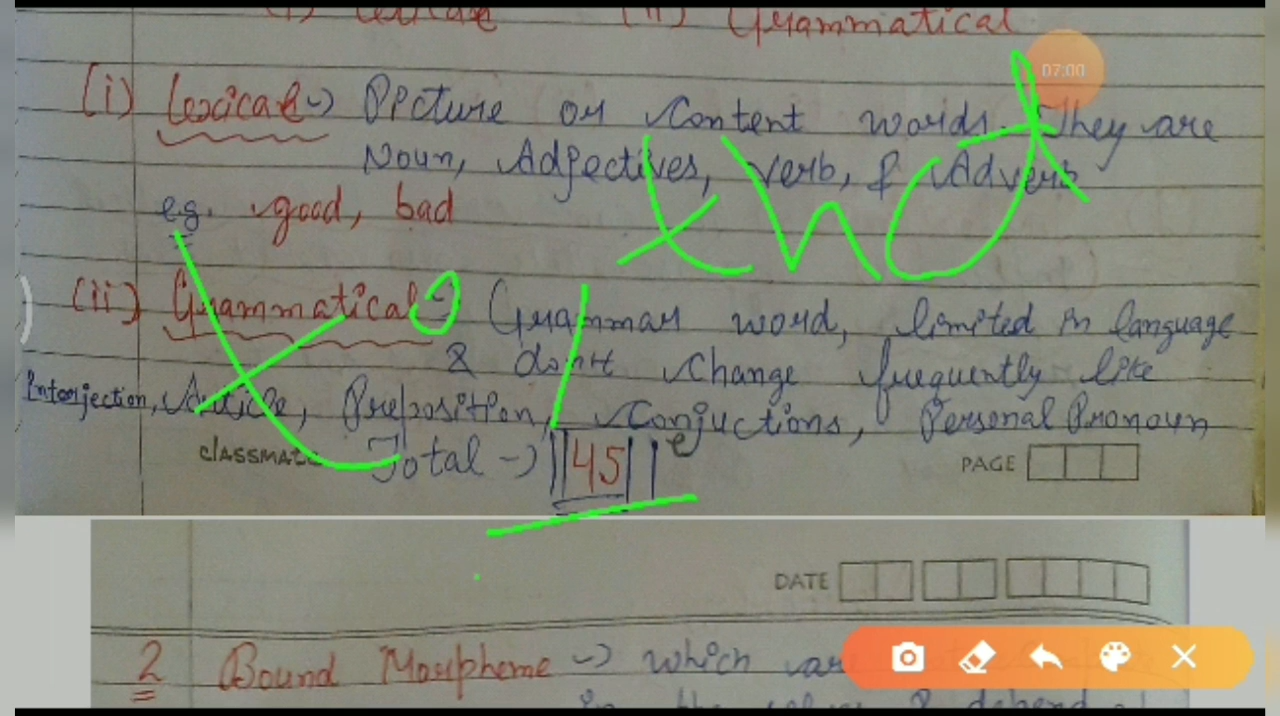 Grammatical
07:00
(i) Lexical -> Picture or Content words. They are
Noun, Adjectives, verb, & Adverb
eg. good, bad
(ii) Grammatical -> Grammar word, limited in language
& don't change frequently like
Interjection, Article, Preposition, Conjuctions, Personal Pronoun
classmate Total -> 45 PAGE
DATE
2 Bound Morpheme -> which are